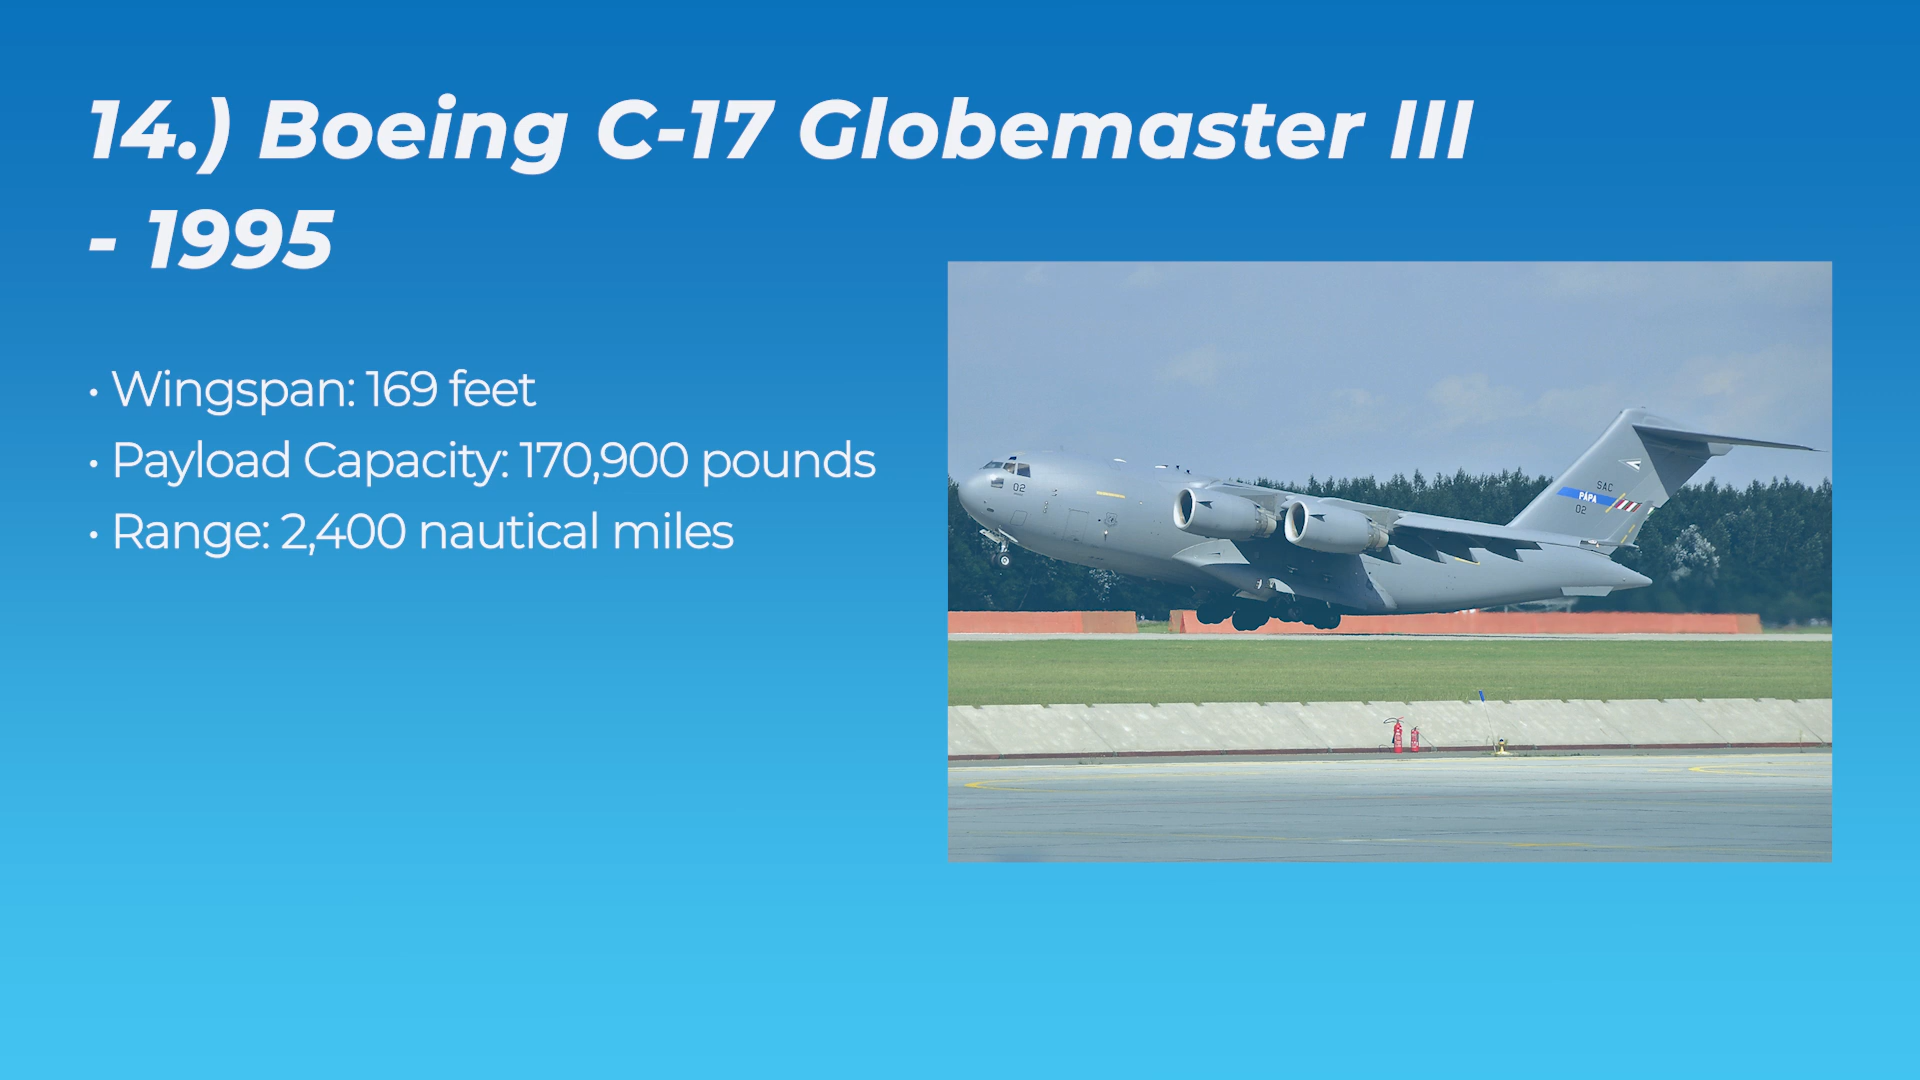 14.) Boeing C-17 Globemaster III
- 1995
• Wingspan: 169 feet
• Payload Capacity: 170,900 pounds
• Range: 2,400 nautical miles
02
SAC
PÁPA
02